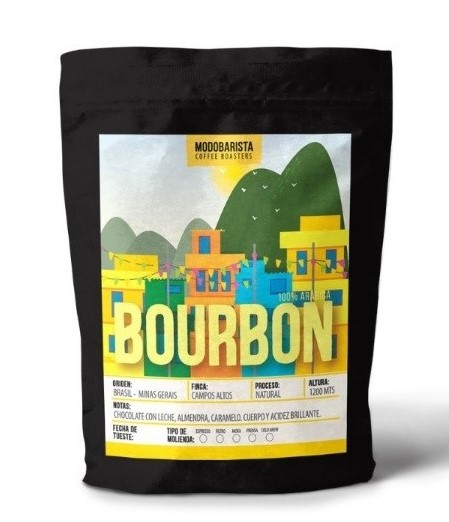 MODOBARISTA
COFFEE ROASTERS
100% ARABICA
BOURBON
ORIGEN: FINCA: PROCESO: ALTURA:
BRASIL - MINAS GERAIS CAMPOS ALTOS NATURAL 1200 MTS
NOTAS:
CHOCOLATE CON LECHE, ALMENDRA, CARAMELO. CUERPO Y ACIDEZ BRILLANTE.
FECHA DE TUESTE: TIPO DE MOLIENDA: ESPRESSO FILTRO MOKA PRENSA COLD BREW